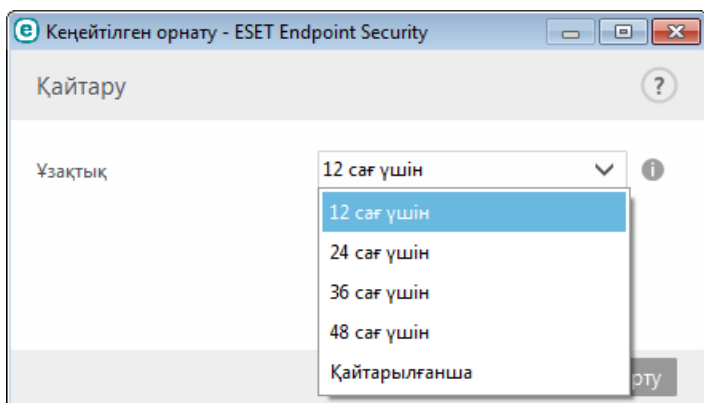 Кеңейтілген орнату - ESET Endpoint Security
Қайтару
Ұзақтық
12 сағ үшін
12 сағ үшін
24 сағ үшін
36 сағ үшін
48 сағ үшін
Қайтарылғанша